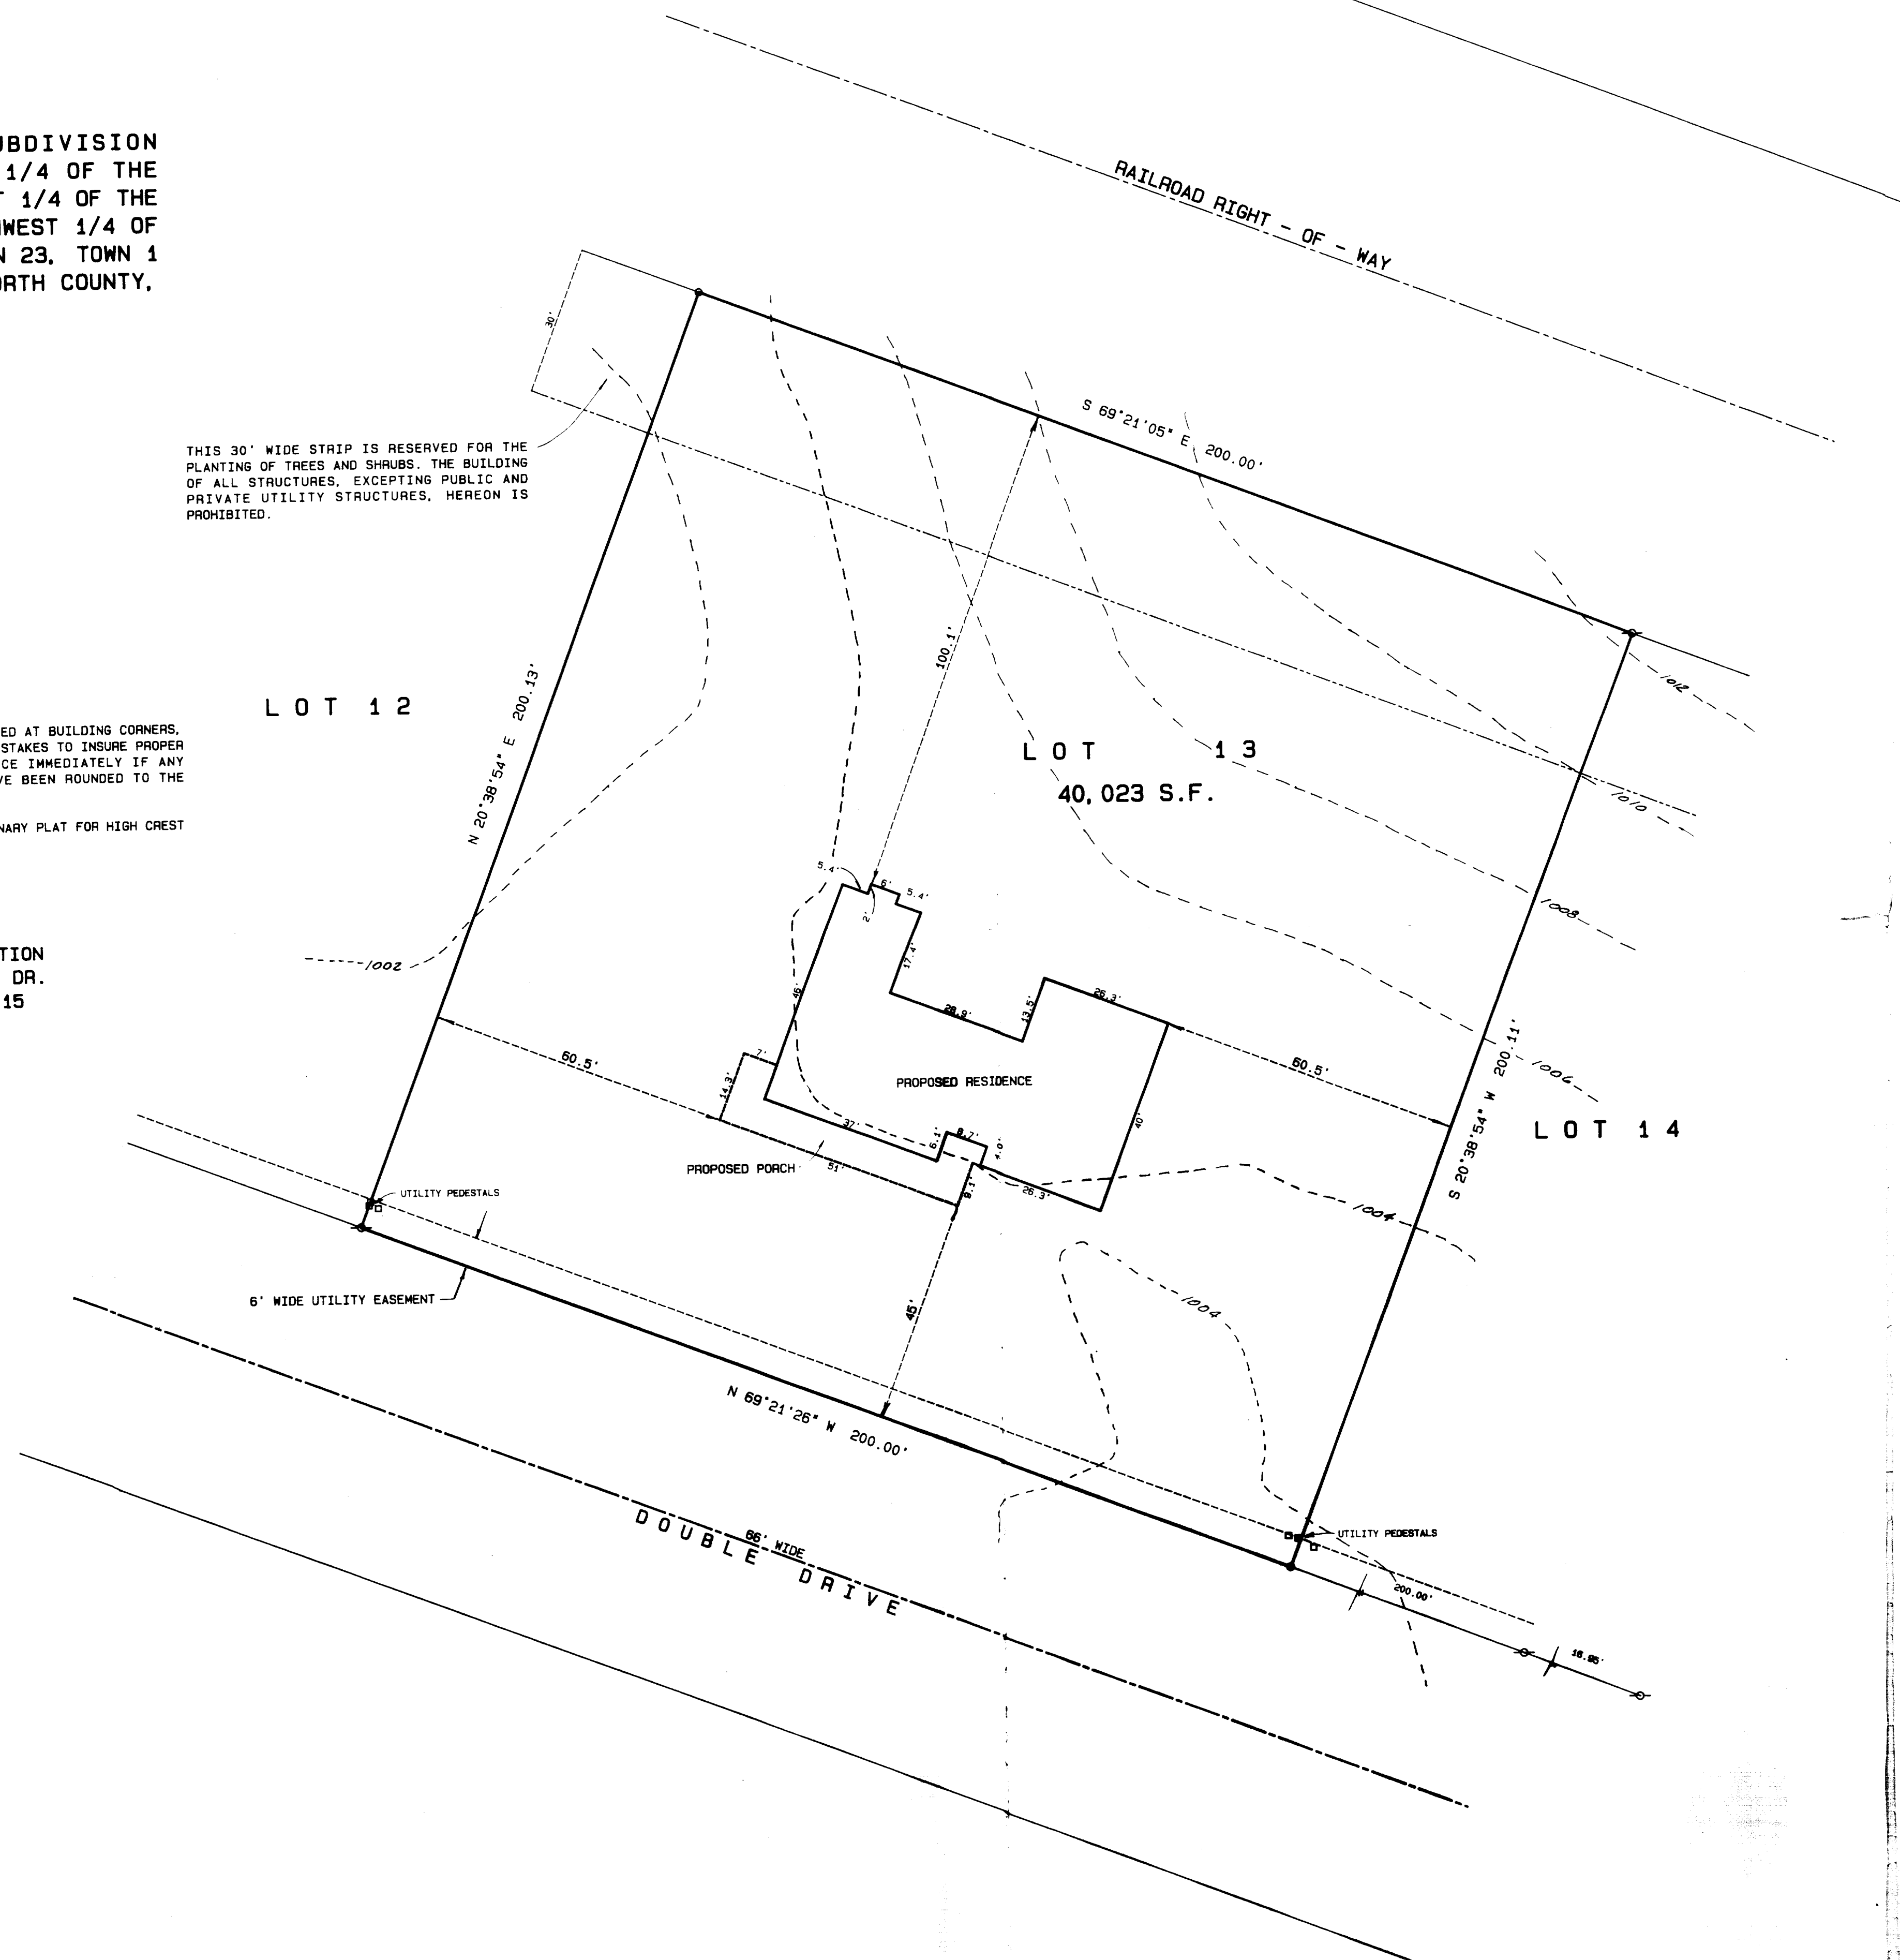 UBDIVISION
1/4 OF THE
T 1/4 OF THE
WEST 1/4 OF
N 23, TOWN 1
ORTH COUNTY,
RAILROAD RIGHT - OF - WAY
30'
S 69°21'05" E 200.00'
THIS 30' WIDE STRIP IS RESERVED FOR THE
PLANTING OF TREES AND SHRUBS. THE BUILDING
OF ALL STRUCTURES, EXCEPTING PUBLIC AND
PRIVATE UTILITY STRUCTURES, HEREON IS
PROHIBITED.
100.1'
N 20°38'54" E 200.13'
LOT 12
LOT 13
40,023 S.F.
1012
1010
1008
1006
1004
1004
1002
ED AT BUILDING CORNERS,
STAKES TO INSURE PROPER
CE IMMEDIATELY IF ANY
VE BEEN ROUNDED TO THE
NARY PLAT FOR HIGH CREST
TION
DR.
15
5.4'
6'
5.4'
2'
17.4'
46'
28.9'
13.5'
26.3'
60.5'
60.5'
7'
14.3'
PROPOSED RESIDENCE
37'
6.1'
8.7'
4.0'
40'
PROPOSED PORCH
51'
9.1'
26.3'
S 20°38'54" W 200.11'
LOT 14
UTILITY PEDESTALS
6' WIDE UTILITY EASEMENT
45'
N 69°21'26" W 200.00'
66' WIDE
DOUBLE DRIVE
UTILITY PEDESTALS
200.00'
16.95'